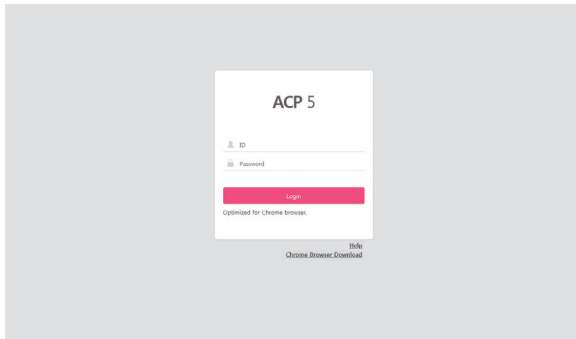 ACP 5
ID
Password
Login
Optimized for Chrome browser.
Help
Chrome Browser Download